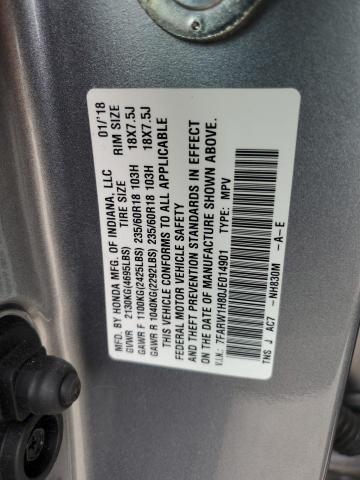 MFD. BY HONDA MFG. OF INDIANA, LLC 01/'18
TIRE SIZE RIM SIZE
GVWR 2130KG(4695LBS)
GAWR F 1100KG(2425LBS) 235/60R18 103H 18X7.5J
GAWR R 1040KG(2292LBS) 235/60R18 103H 18X7.5J
THIS VEHICLE CONFORMS TO ALL APPLICABLE
FEDERAL MOTOR VEHICLE SAFETY
AND THEFT PREVENTION STANDARDS IN EFFECT
ON THE DATE OF MANUFACTURE SHOWN ABOVE.
V.I.N.: 7FARW1H80JE014901 TYPE: MPV
TNS J AC7 -NH830M -A-E